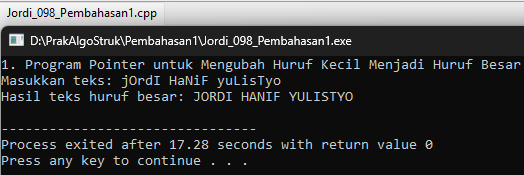 Jordi_098_Pembahasan1.cpp
D:\PrakAlgoStruk\Pembahasan1\Jordi_098_Pembahasan1.exe
1. Program Pointer untuk Mengubah Huruf Kecil Menjadi Huruf Besar
Masukkan teks: jOrdI HaNiF yuLisTyo
Hasil teks huruf besar: JORDI HANIF YULISTYO
--------------------------------
Process exited after 17.28 seconds with return value 0
Press any key to continue . . .